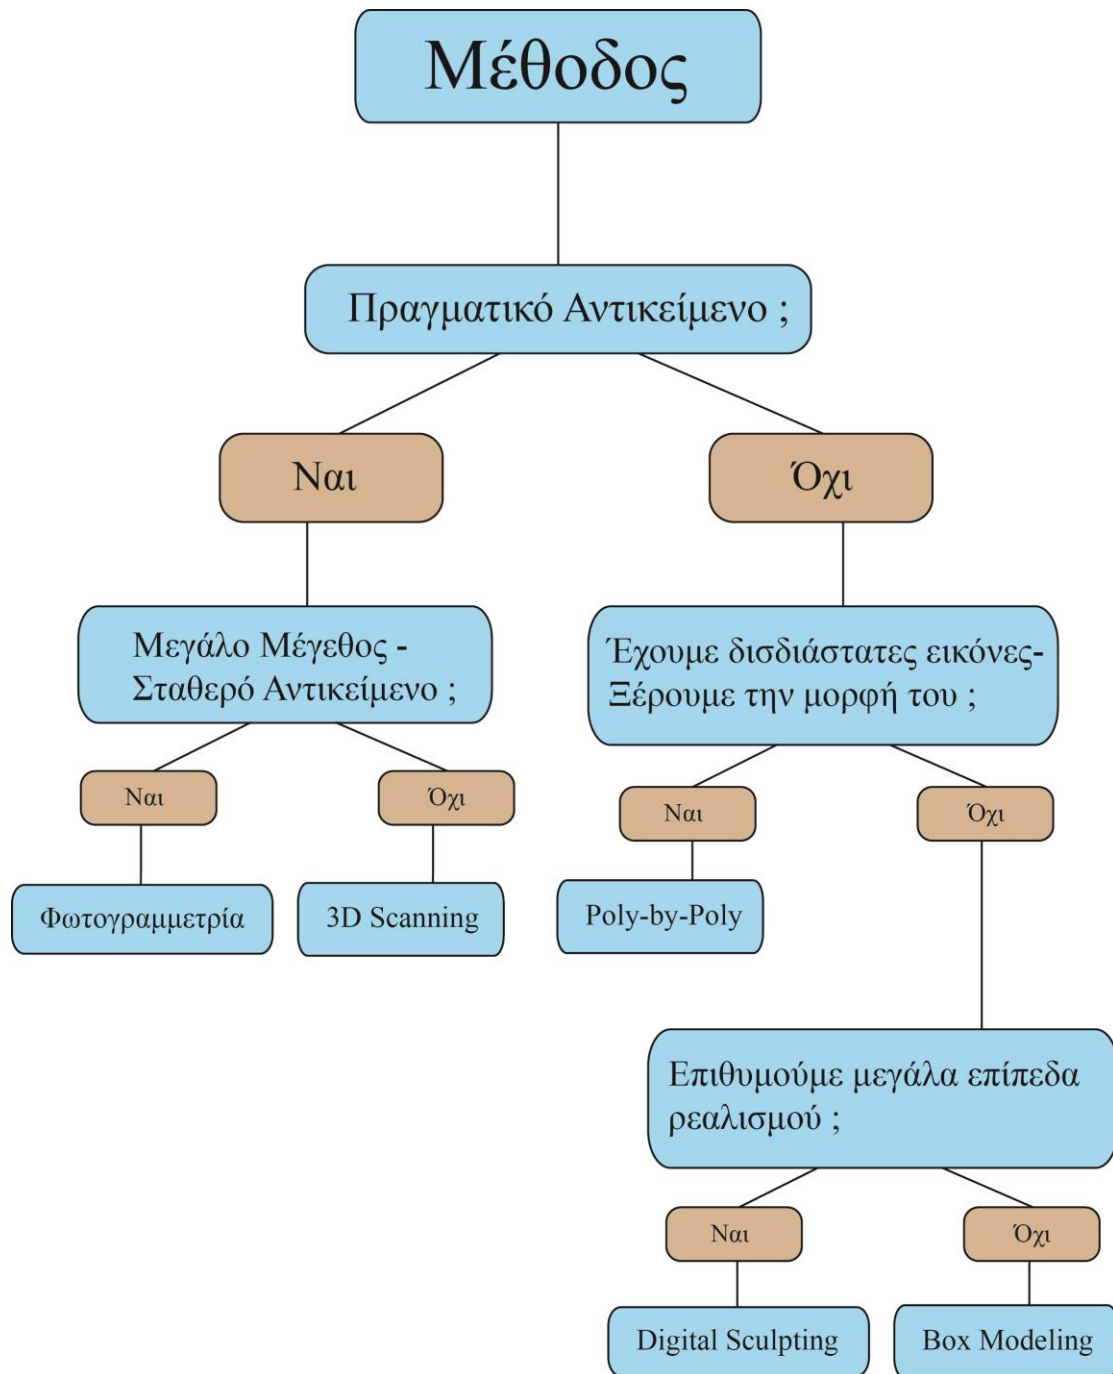 Μέθοδος
Πραγματικό Αντικείμενο ;
Ναι
Όχι
Μεγάλο Μέγεθος -
Σταθερό Αντικείμενο ;
Έχουμε δισδιάστατες εικόνες-
Ξέρουμε την μορφή του ;
Ναι
Όχι
Ναι
Όχι
Φωτογραμμετρία
3D Scanning
Poly-by-Poly
Επιθυμούμε μεγάλα επίπεδα
ρεαλισμού ;
Ναι
Όχι
Digital Sculpting
Box Modeling